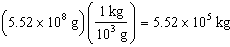 (5.52 x 10⁸ g)(1 kg / 10³ g) = 5.52 x 10⁵ kg